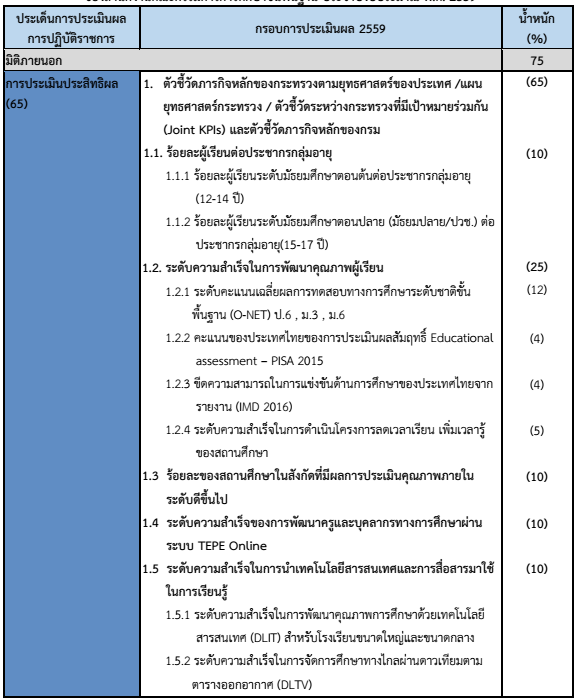 ประเด็นการประเมินผล
การปฏิบัติราชการ
กรอบการประเมินผล 2559
น้ำหนัก
(%)
มิติภายนอก
75
การประเมินประสิทธิผล
(65)
1. ตัวชี้วัดภารกิจหลักของกระทรวงตามยุทธศาสตร์ของประเทศ /แผน
ยุทธศาสตร์กระทรวง / ตัวชี้วัดระหว่างกระทรวงที่มีเป้าหมายร่วมกัน
(Joint KPIs) และตัวชี้วัดภารกิจหลักของกรม
(65)
1.1. ร้อยละผู้เรียนต่อประชากรกลุ่มอายุ
(10)
1.1.1 ร้อยละผู้เรียนระดับมัธยมศึกษาตอนต้นต่อประชากรกลุ่มอายุ
(12-14 ปี)
1.1.2 ร้อยละผู้เรียนระดับมัธยมศึกษาตอนปลาย (มัธยมปลาย/ปวช.) ต่อ
ประชากรกลุ่มอายุ(15-17 ปี)
1.2. ระดับความสำเร็จในการพัฒนาคุณภาพผู้เรียน
(25)
1.2.1 ระดับคะแนนเฉลี่ยผลการทดสอบทางการศึกษาระดับชาติขั้น
พื้นฐาน (O-NET) ป.6 , ม.3 , ม.6
(12)
1.2.2 คะแนนของประเทศไทยของการประเมินผลสัมฤทธิ์ Educational
assessment – PISA 2015
(4)
1.2.3 ขีดความสามารถในการแข่งขันด้านการศึกษาของประเทศไทยจาก
รายงาน (IMD 2016)
(4)
1.2.4 ระดับความสำเร็จในการดำเนินโครงการลดเวลาเรียน เพิ่มเวลารู้
ของสถานศึกษา
(5)
1.3 ร้อยละของสถานศึกษาในสังกัดที่มีผลการประเมินคุณภาพภายใน
ระดับดีขึ้นไป
(10)
1.4 ระดับความสำเร็จของการพัฒนาครูและบุคลากรทางการศึกษาผ่าน
ระบบ TEPE Online
(10)
1.5 ระดับความสำเร็จในการนำเทคโนโลยีสารสนเทศและการสื่อสารมาใช้
ในการเรียนรู้
(10)
1.5.1 ระดับความสำเร็จในการพัฒนาคุณภาพการศึกษาด้วยเทคโนโลยี
สารสนเทศ (DLIT) สำหรับโรงเรียนขนาดใหญ่และขนาดกลาง
1.5.2 ระดับความสำเร็จในการจัดการศึกษาทางไกลผ่านดาวเทียมตาม
ตารางออกอากาศ (DLTV)